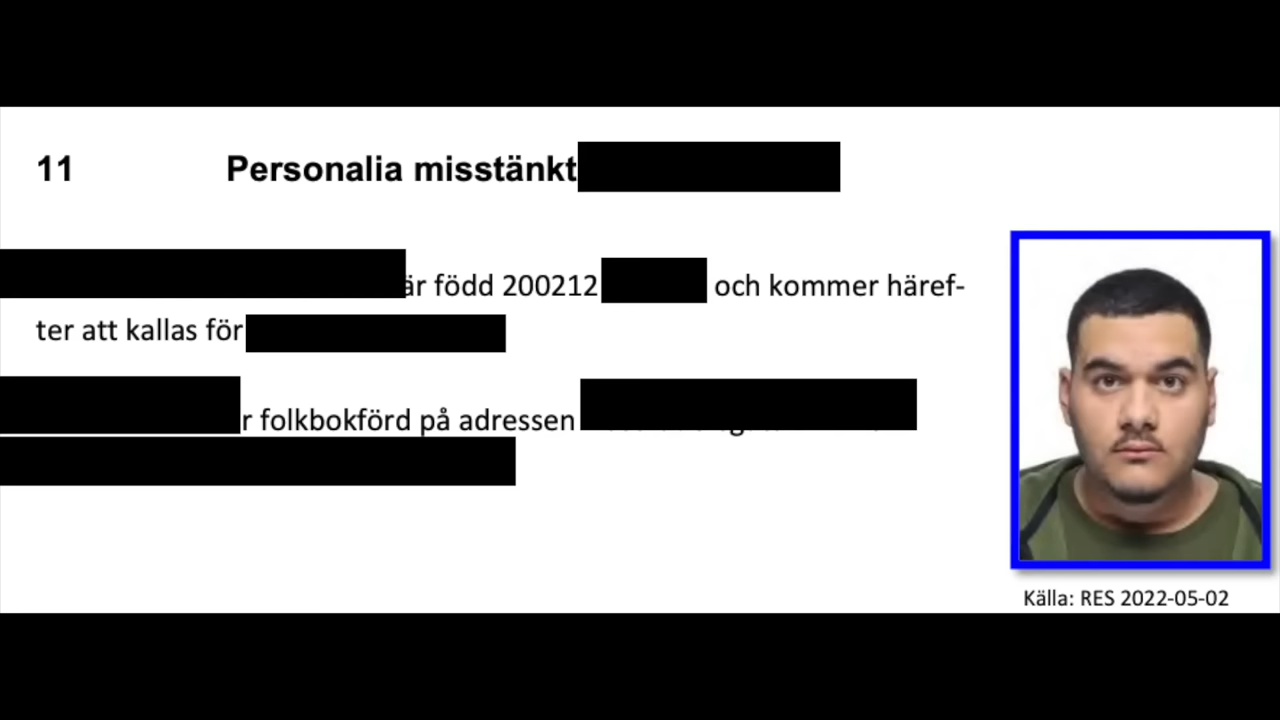 11 Personalia misstänkt
är född 200212 och kommer häref-
ter att kallas för
r folkbokförd på adressen
Källa: RES 2022-05-02